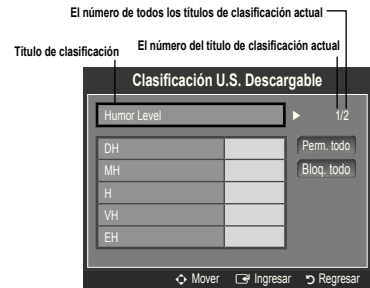 El número de todos los títulos de clasificación actual
Título de clasificación
El número del título de clasificación actual
Clasificación U.S. Descargable
Humor Level
1/2
DH
Perm. todo
MH
Bloq. todo
H
VH
EH
Mover
Ingresar
Regresar